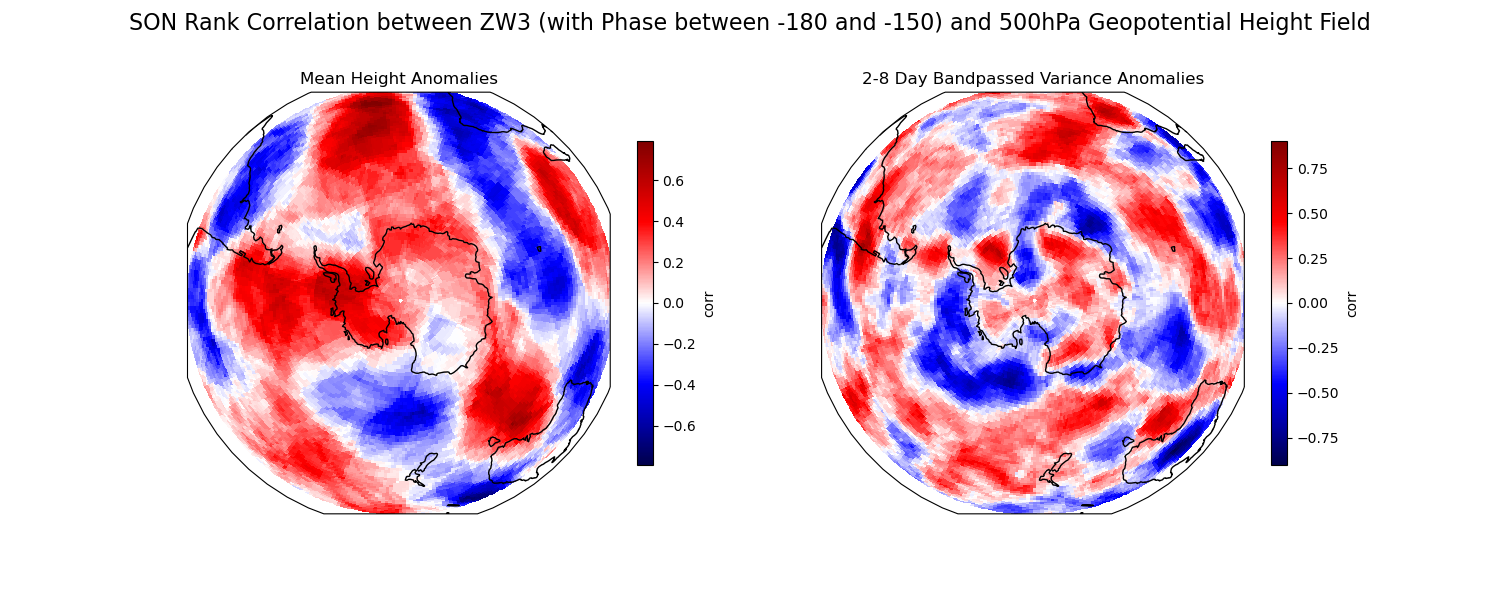 SON Rank Correlation between ZW3 (with Phase between -180 and -150) and 500hPa Geopotential Height Field
Mean Height Anomalies
0.6
0.4
0.2
0.0
−0.2
−0.4
−0.6
corr
2-8 Day Bandpassed Variance Anomalies
0.75
0.50
0.25
0.00
−0.25
−0.50
−0.75
corr